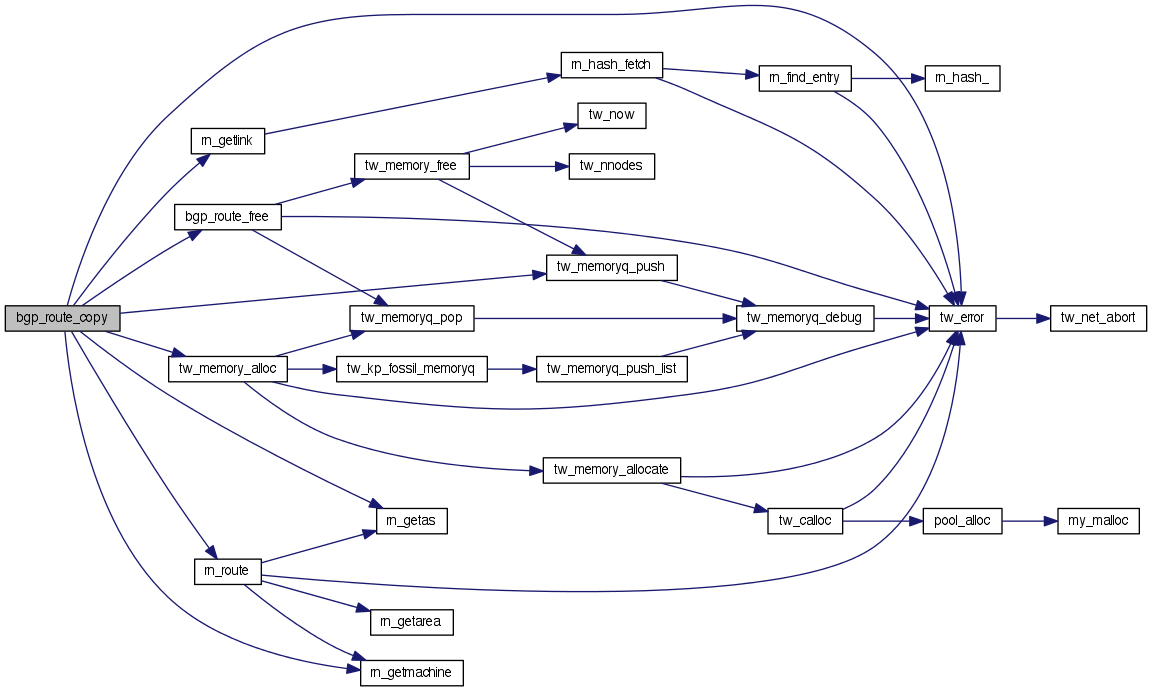 rn_hash_fetch
rn_find_entry
rn_hash_
tw_now
rn_getlink
tw_memory_free
tw_nnodes
bgp_route_free
tw_memoryq_push
bgp_route_copy
tw_memoryq_pop
tw_memoryq_debug
tw_error
tw_net_abort
tw_memory_alloc
tw_kp_fossil_memoryq
tw_memoryq_push_list
tw_memory_allocate
rn_getas
tw_calloc
pool_alloc
my_malloc
rn_route
rn_getarea
rn_getmachine